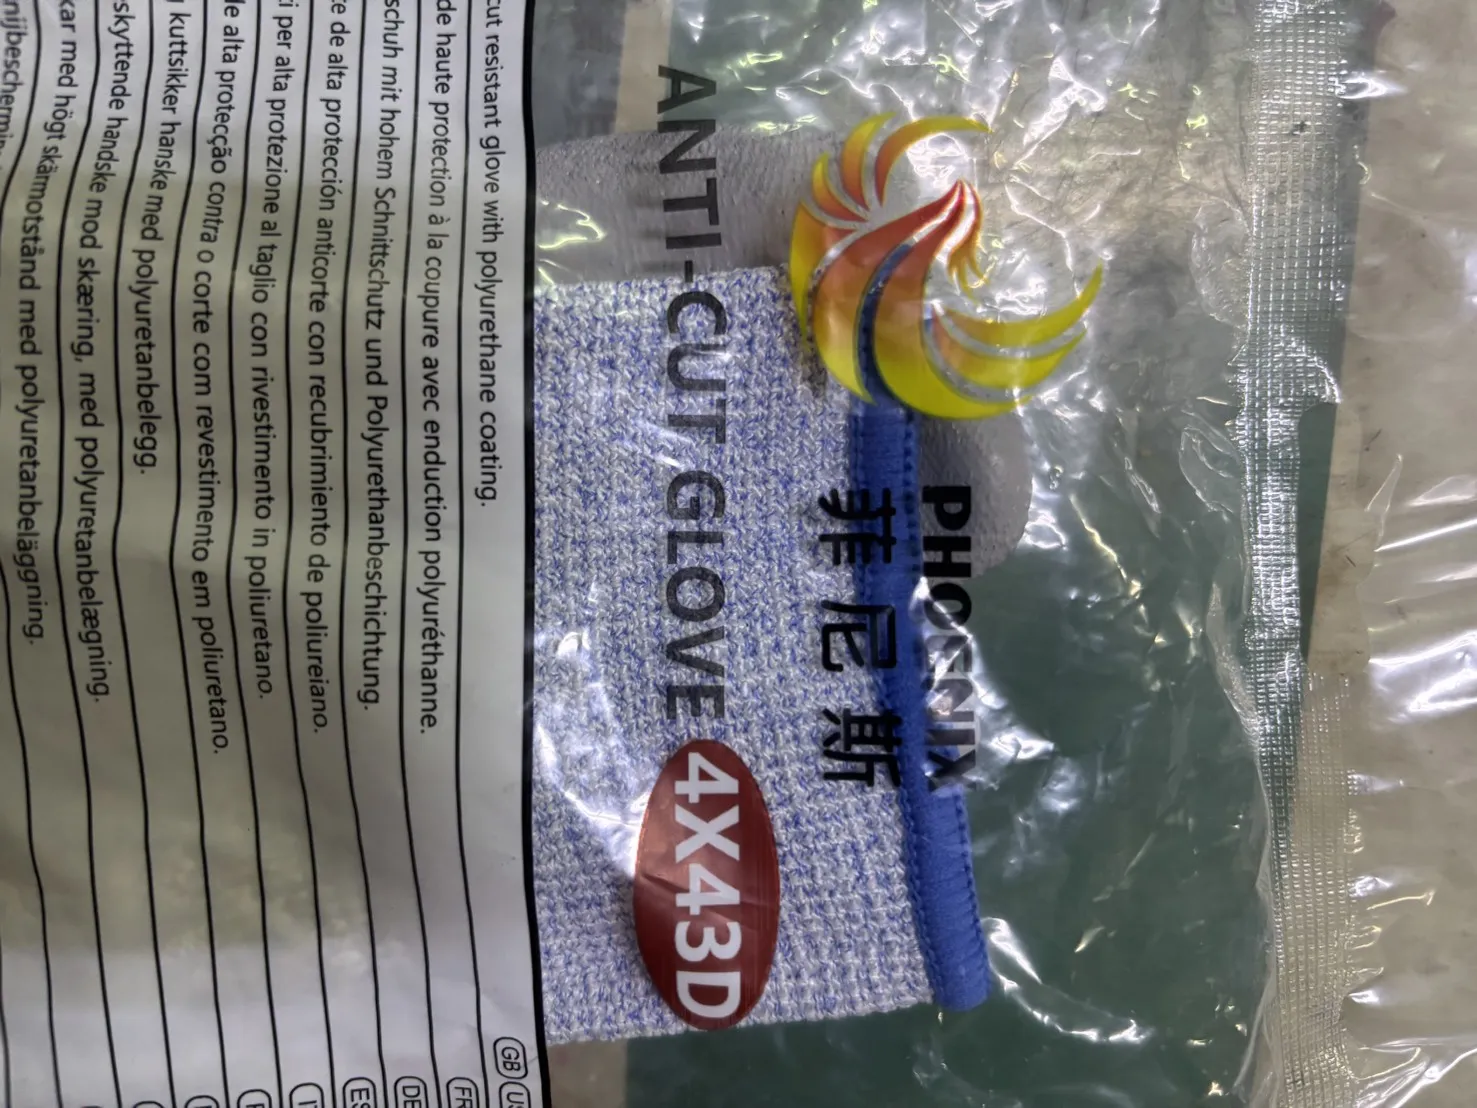 PHOENIX
菲尼斯
ANTI-CUT GLOVE 4X43D
cut resistant glove with polyurethane coating. GB
de haute protection à la coupure avec enduction polyuréthanne. FR
schuh mit hohem Schnittschutz und Polyurethanbeschichtung. DE
de alta protección anticorte con recubrimiento de poliureiano. ES
per alta protezione al taglio con rivestimento in poliuretano.
de alta protecção contra o corte com revestimento em poliuretano.
kuttsikker hanske med polyuretanbelegg.
skyttende handske mod skæring, med polyuretanbelægning.
kar med högt skärmotstånd med polyuretanbeläggning.